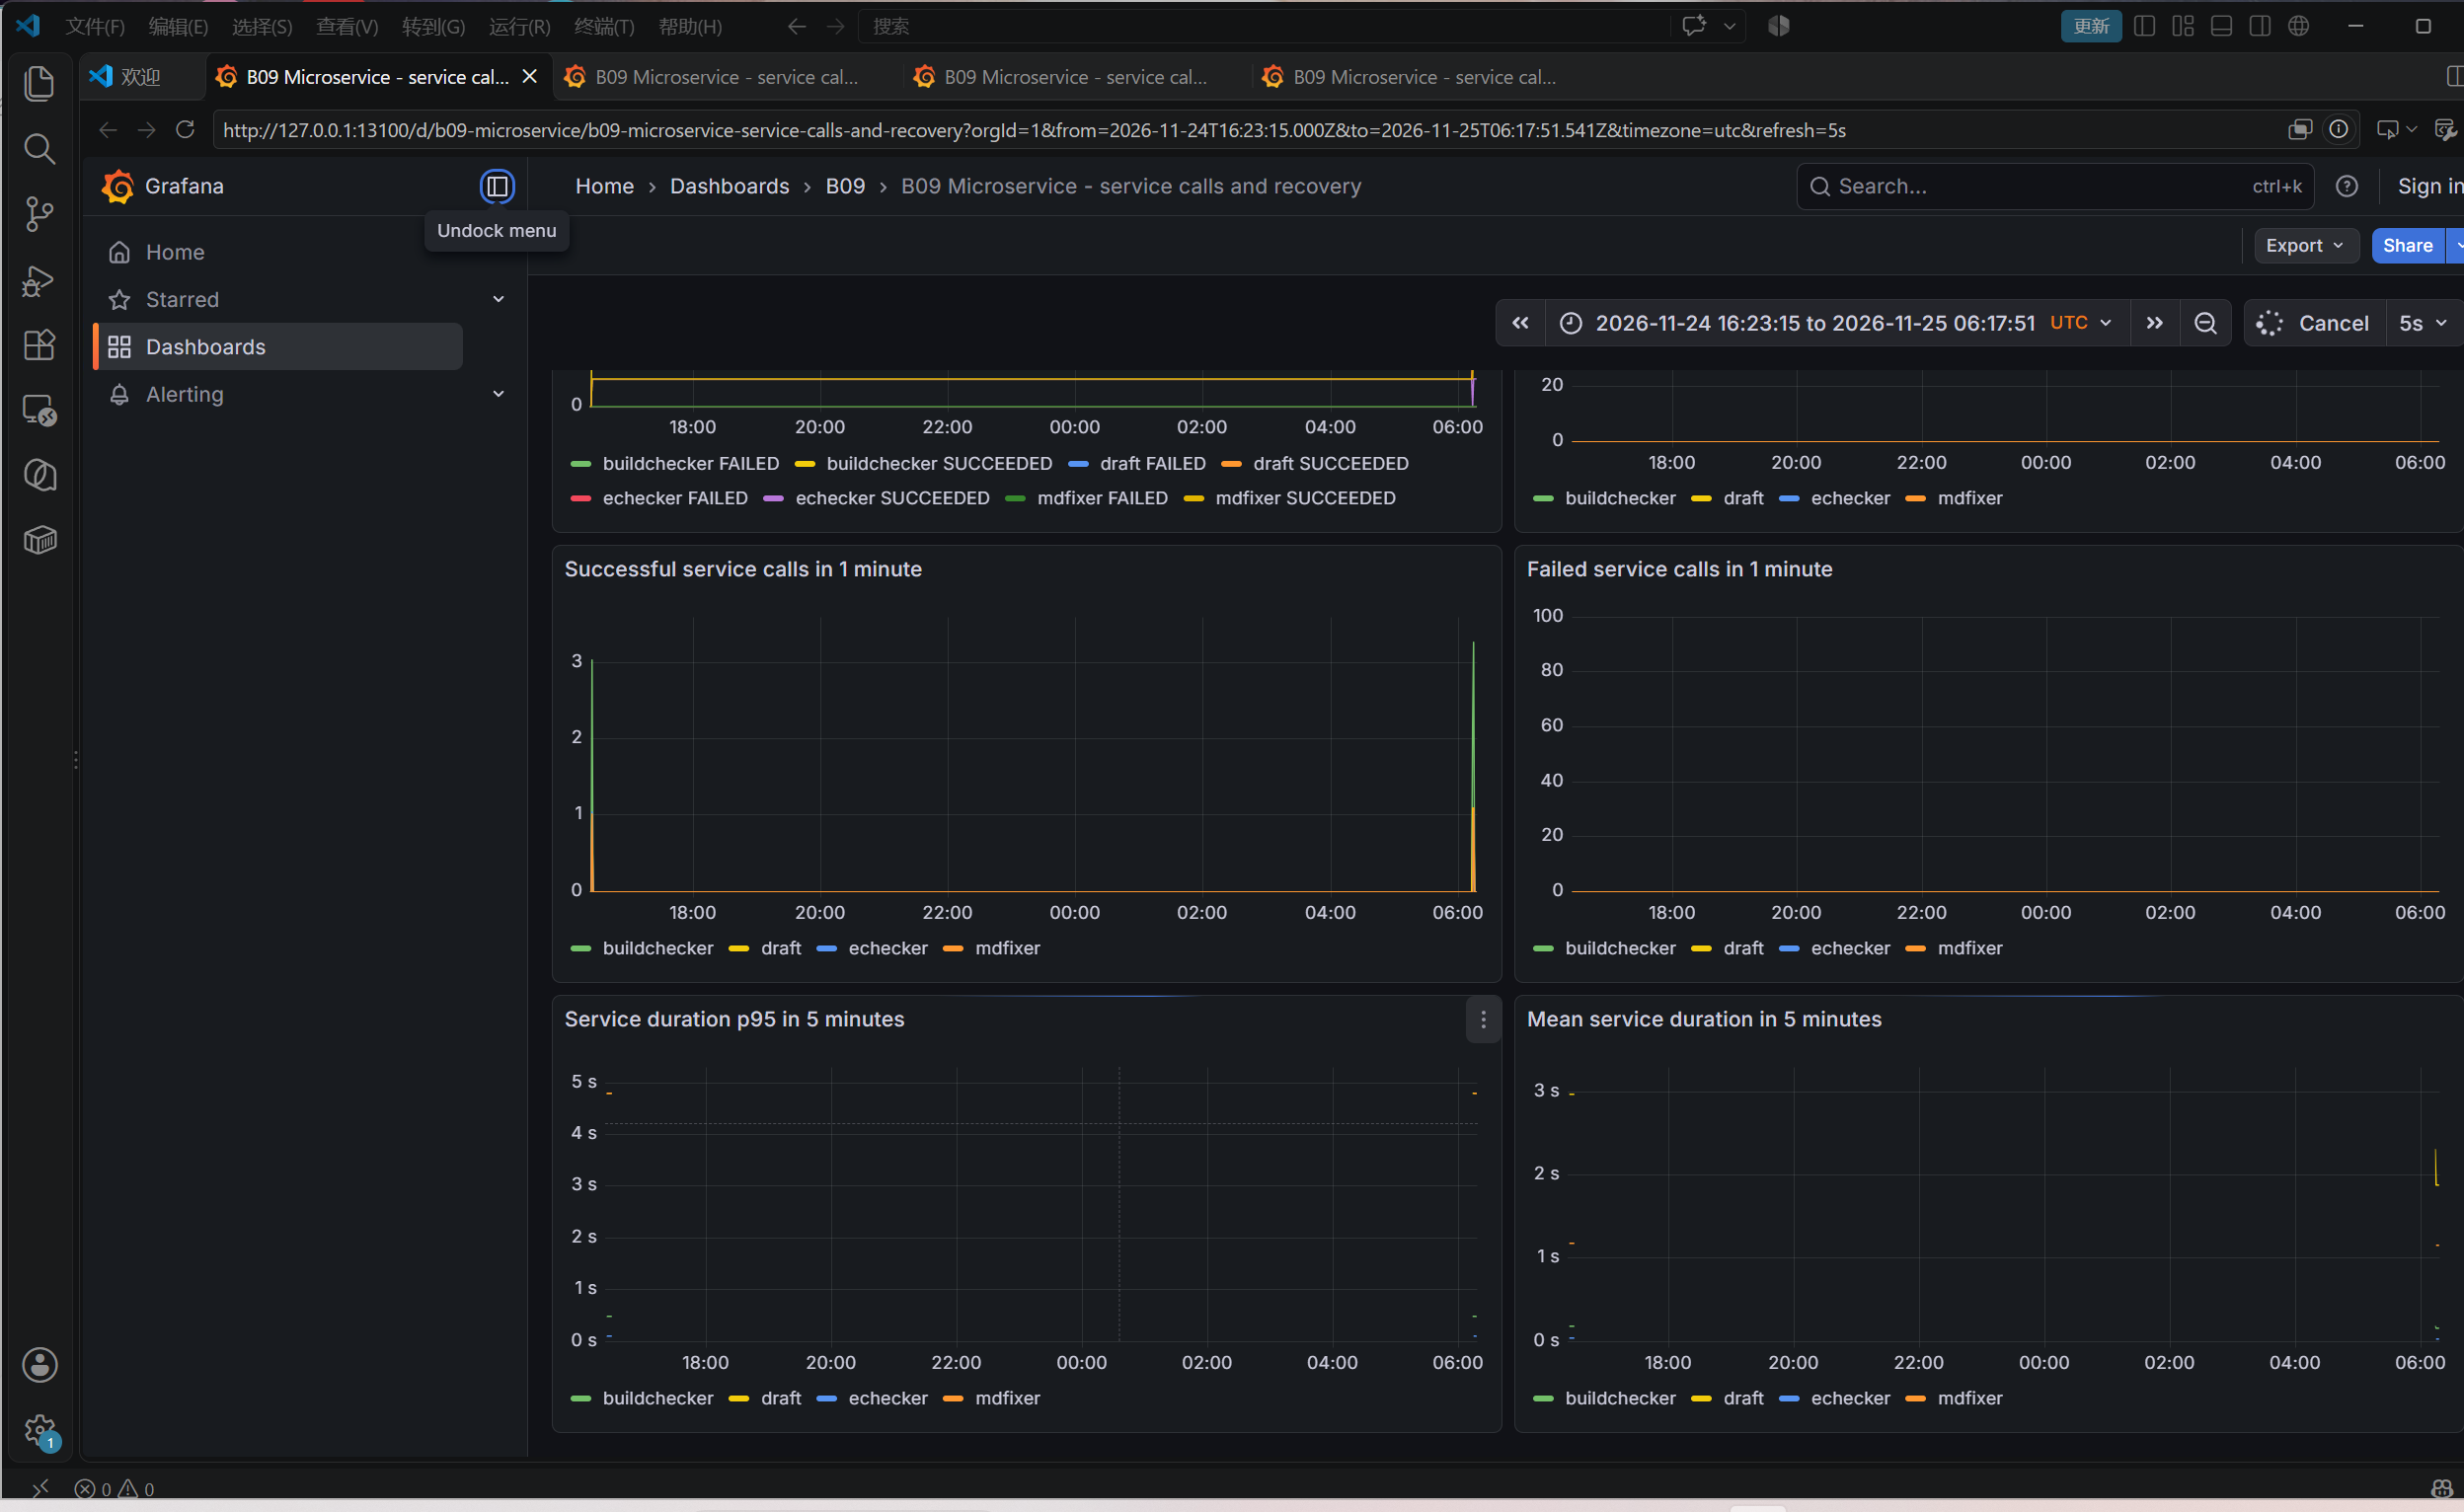 文件(F) 编辑(E) 选择(S) 查看(V) 转到(G) 运行(R) 终端(T) 帮助(H) 搜索 更新
欢迎 B09 Microservice - service cal... B09 Microservice - service cal... B09 Microservice - service cal... B09 Microservice - service cal...
http://127.0.0.1:13100/d/b09-microservice/b09-microservice-service-calls-and-recovery?orgId=1&from=2026-11-24T16:23:15.000Z&to=2026-11-25T06:17:51.541Z&timezone=utc&refresh=5s
Grafana Home › Dashboards › B09 › B09 Microservice - service calls and recovery Search... ctrl+k Sign in
Undock menu
Export Share
Home
Starred
Dashboards
Alerting
2026-11-24 16:23:15 to 2026-11-25 06:17:51 UTC Cancel 5s
0
18:00 20:00 22:00 00:00 02:00 04:00 06:00
buildchecker FAILED buildchecker SUCCEEDED draft FAILED draft SUCCEEDED
echecker FAILED echecker SUCCEEDED mdfixer FAILED mdfixer SUCCEEDED
20
0
18:00 20:00 22:00 00:00 02:00 04:00 06:00
buildchecker draft echecker mdfixer
Successful service calls in 1 minute
3
2
1
0
18:00 20:00 22:00 00:00 02:00 04:00 06:00
buildchecker draft echecker mdfixer
Failed service calls in 1 minute
100
80
60
40
20
0
18:00 20:00 22:00 00:00 02:00 04:00 06:00
buildchecker draft echecker mdfixer
Service duration p95 in 5 minutes
5 s
4 s
3 s
2 s
1 s
0 s
18:00 20:00 22:00 00:00 02:00 04:00 06:00
buildchecker draft echecker mdfixer
Mean service duration in 5 minutes
3 s
2 s
1 s
0 s
18:00 20:00 22:00 00:00 02:00 04:00 06:00
buildchecker draft echecker mdfixer
1
0 0